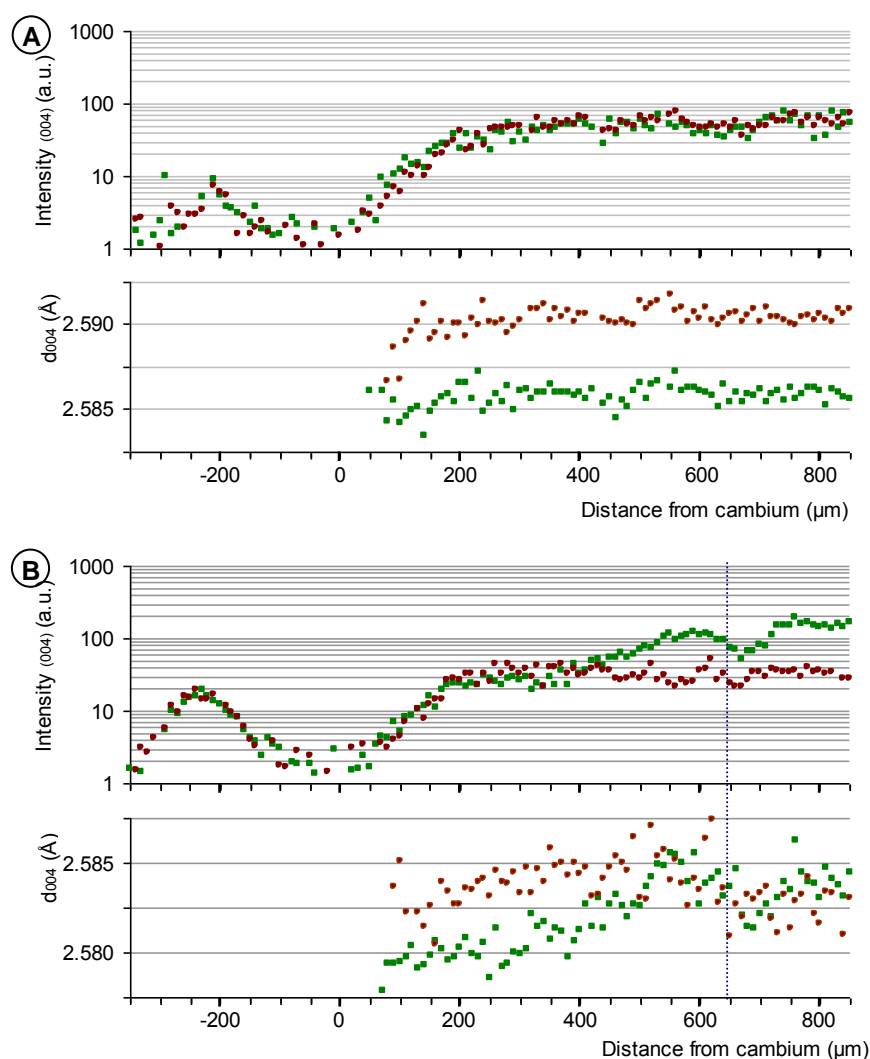 A
Intensity (004) (a.u.)
1000
100
10
1
d004 (Å)
2.590
2.585
-200 0 200 400 600 800
Distance from cambium (µm)
B
Intensity (004) (a.u.)
1000
100
10
1
d004 (Å)
2.585
2.580
-200 0 200 400 600 800
Distance from cambium (µm)